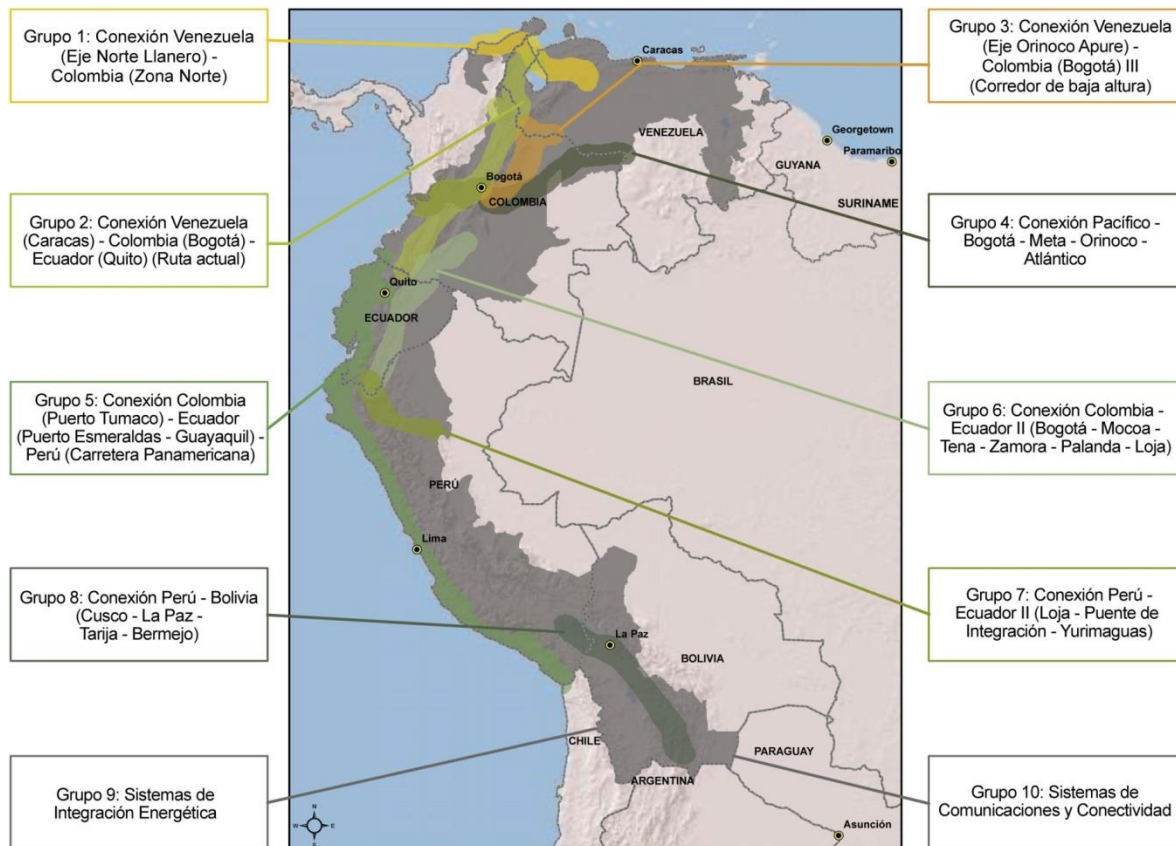 Grupo 1: Conexión Venezuela
(Eje Norte Llanero) -
Colombia (Zona Norte)
Grupo 3: Conexión Venezuela
(Eje Orinoco Apure) -
Colombia (Bogotá) III
(Corredor de baja altura)
Grupo 2: Conexión Venezuela
(Caracas) - Colombia (Bogotá) -
Ecuador (Quito) (Ruta actual)
Grupo 4: Conexión Pacífico -
Bogotá - Meta - Orinoco -
Atlántico
Grupo 5: Conexión Colombia
(Puerto Tumaco) - Ecuador
(Puerto Esmeraldas - Guayaquil) -
Perú (Carretera Panamericana)
Grupo 6: Conexión Colombia -
Ecuador II (Bogotá - Mocoa -
Tena - Zamora - Palanda - Loja)
Grupo 8: Conexión Perú - Bolivia
(Cusco - La Paz -
Tarija - Bermejo)
Grupo 7: Conexión Perú -
Ecuador II (Loja - Puente de
Integración - Yurimaguas)
Grupo 9: Sistemas de
Integración Energética
Grupo 10: Sistemas de
Comunicaciones y Conectividad
Caracas
VENEZUELA
Georgetown
Paramaribo
GUYANA
SURINAME
Bogotá
COLOMBIA
Quito
ECUADOR
BRASIL
PERÚ
Lima
La Paz
BOLIVIA
CHILE
PARAGUAY
ARGENTINA
Asunción
N
W
E
S